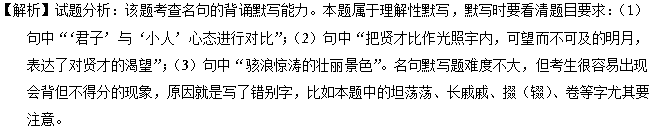 【解析】试题分析：该题考查名句的背诵默写能力。本题属于理解性默写，默写时要看清题目要求：（1）
句中“‘君子’与‘小人’心态进行对比”；（2）句中“把贤才比作光照宇内，可望而不可及的明月，
表达了对贤才的渴望”；（3）句中“骇浪惊涛的壮丽景色”。名句默写题难度不大，但考生很容易出现
会背但不得分的现象，原因就是写了错别字，比如本题中的坦荡荡、长戚戚、掇（辍）、卷等字尤其要
注意。